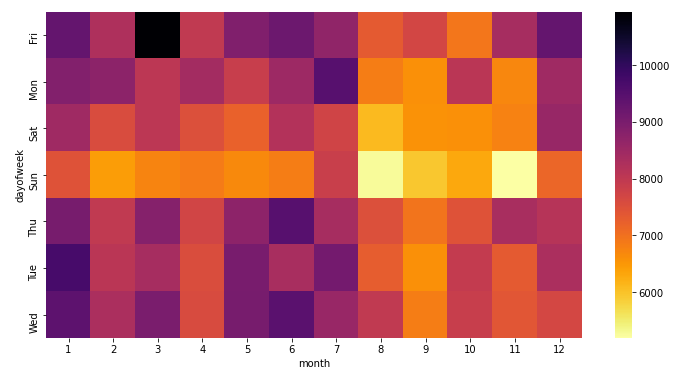 Fri
Mon
Sat
Sun
Thu
Tue
Wed
dayofweek
1 2 3 4 5 6 7 8 9 10 11 12
month
10000
9000
8000
7000
6000